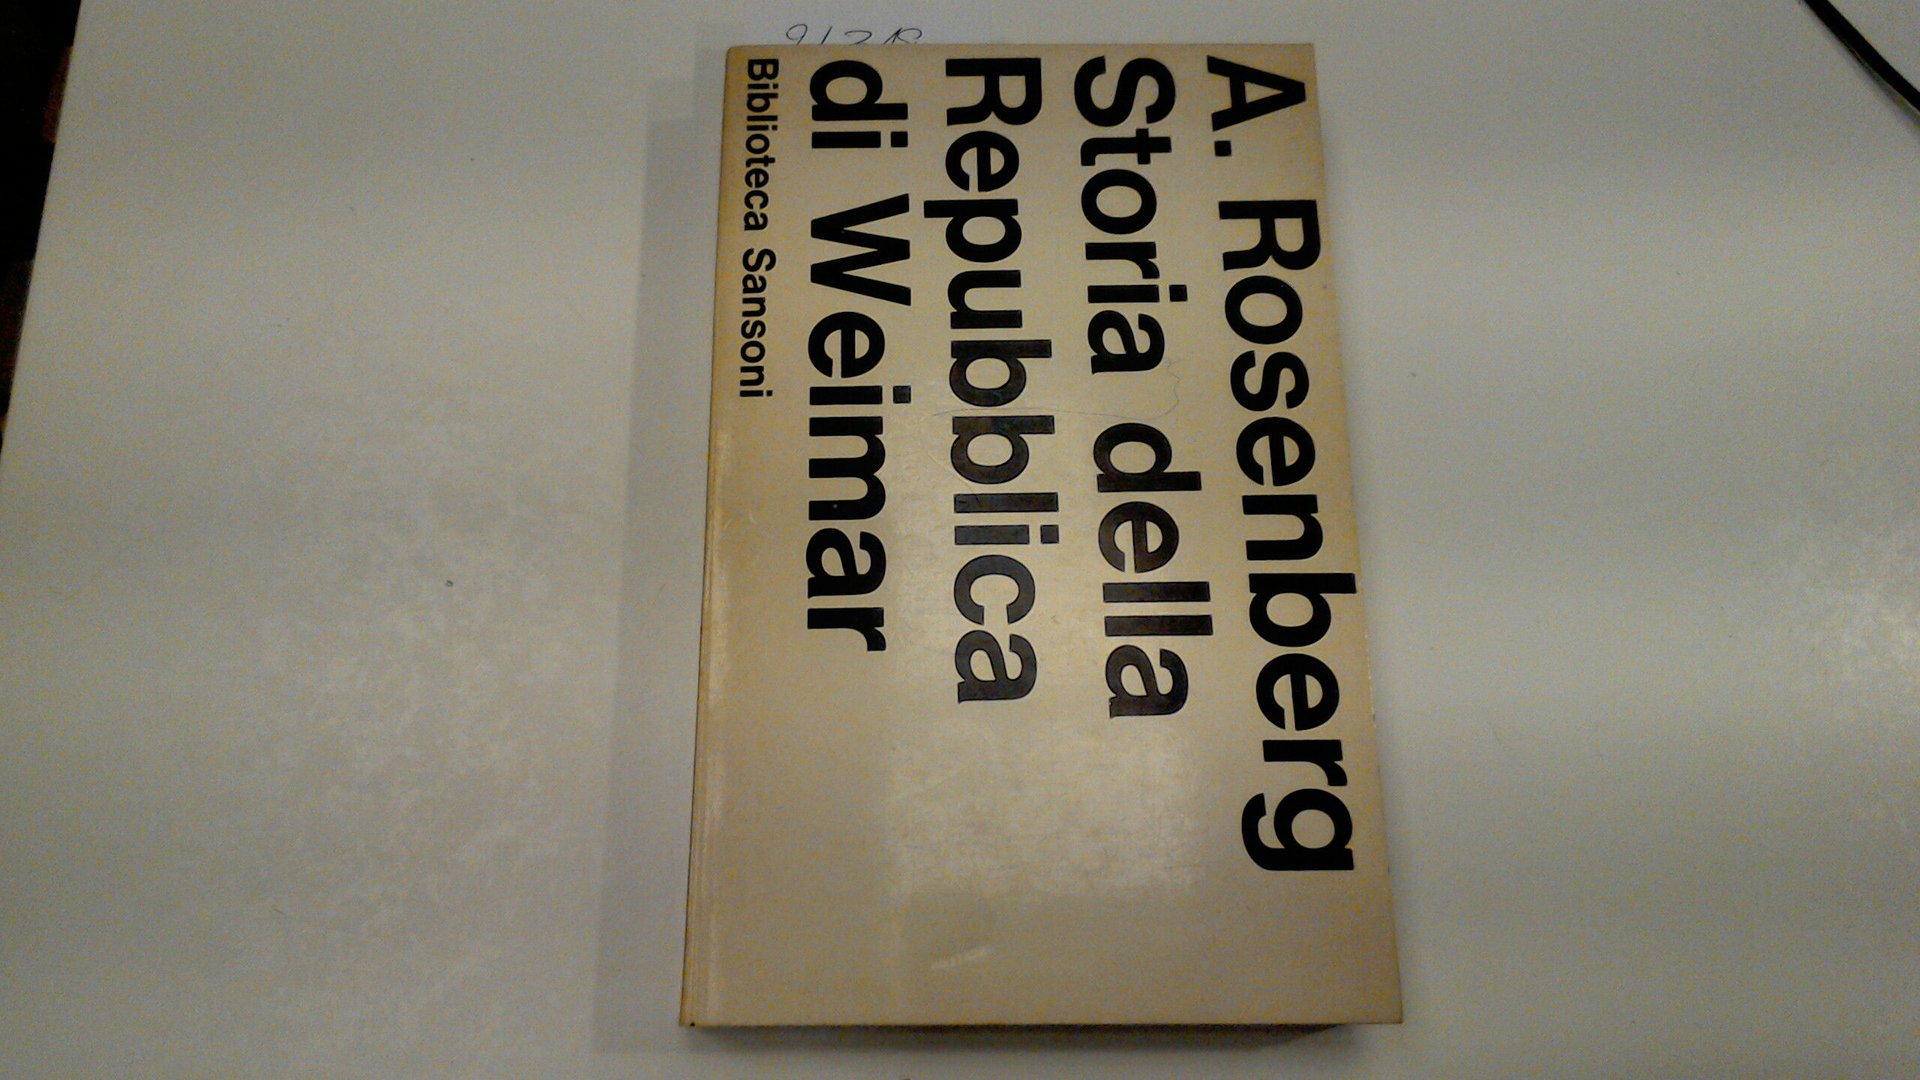 A. Rosenberg
Storia della
Repubblica
di Weimar
Biblioteca Sansoni